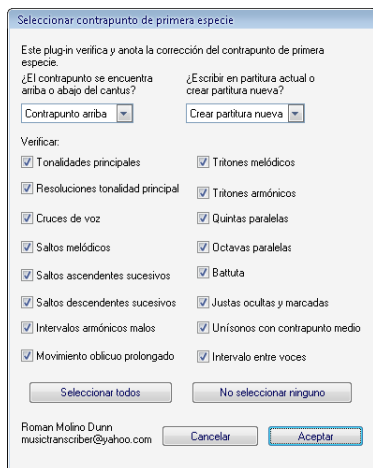 Seleccionar contrapunto de primera especie
Este plug-in verifica y anota la corrección del contrapunto de primera
especie.
¿El contrapunto se encuentra
arriba o abajo del cantus?
¿Escribir en partitura actual o
crear partitura nueva?
Contrapunto arriba
Crear partitura nueva
Verificar:
Tonalidades principales
Tritones melódicos
Resoluciones tonalidad principal
Tritones armónicos
Cruces de voz
Quintas paralelas
Saltos melódicos
Octavas paralelas
Saltos ascendentes sucesivos
Battuta
Saltos descendentes sucesivos
Justas ocultas y marcadas
Intervalos armónicos malos
Unísonos con contrapunto medio
Movimiento oblicuo prolongado
Intervalo entre voces
Seleccionar todos
No seleccionar ninguno
Roman Molino Dunn
musictranscriber@yahoo.com
Cancelar
Aceptar